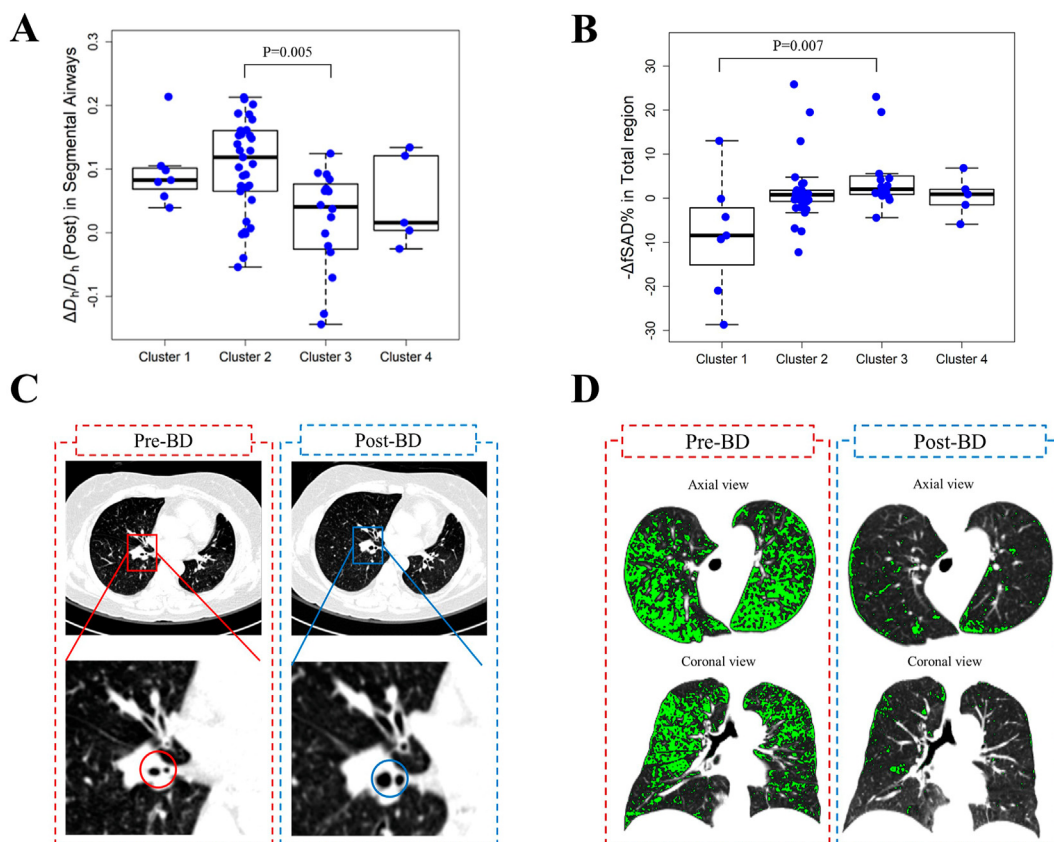 A
ΔDh/Dh (Post) in Segmental Airways
0.3
0.2
0.1
0.0
-0.1
P=0.005
Cluster 1 Cluster 2 Cluster 3 Cluster 4
B
-ΔfSAD% in Total region
30
20
10
0
-10
-20
-30
P=0.007
Cluster 1 Cluster 2 Cluster 3 Cluster 4
C
Pre-BD Post-BD
D
Pre-BD Post-BD
Axial view Axial view
Coronal view Coronal view